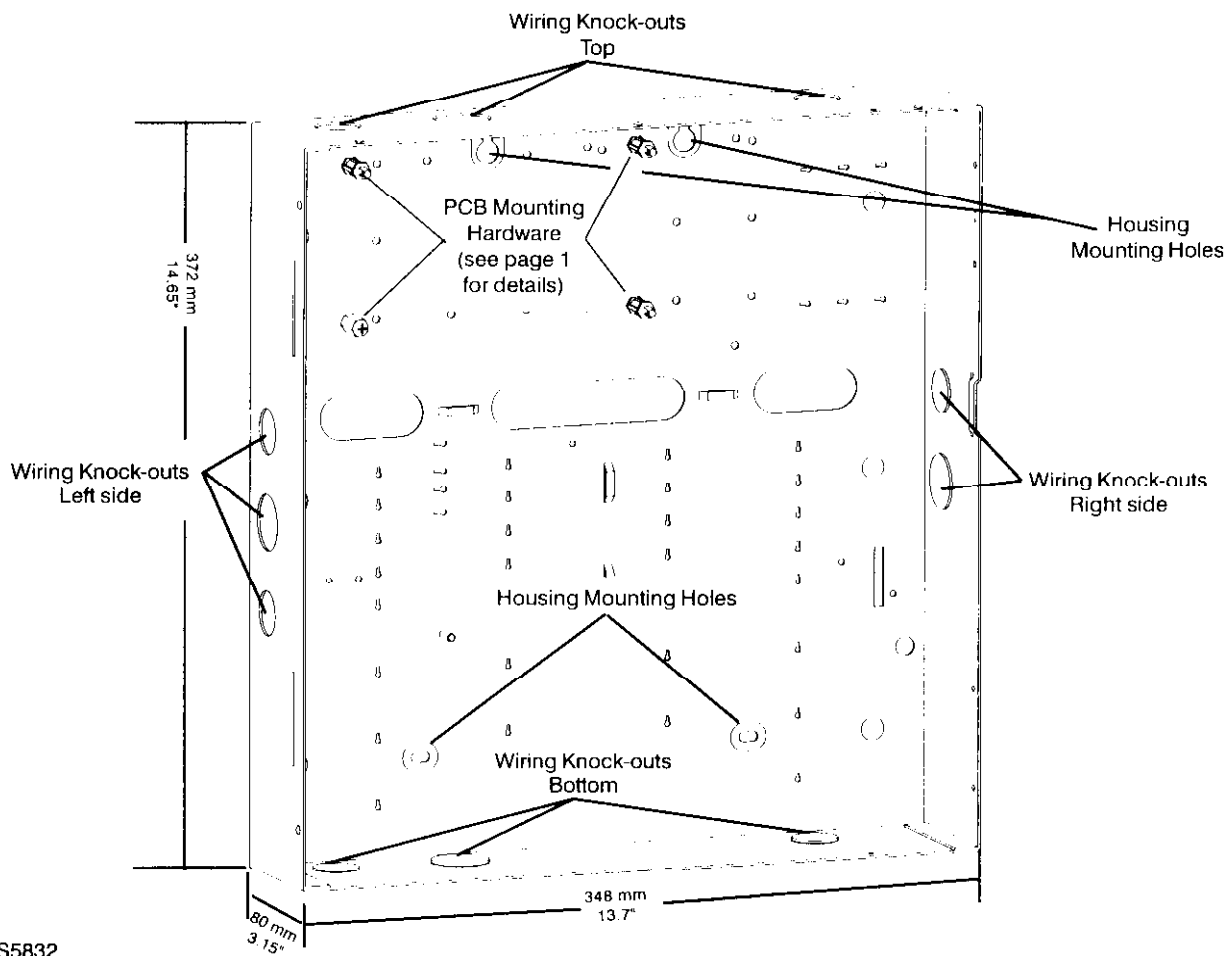 Wiring Knock-outs
Top
PCB Mounting
Hardware
(see page 1
for details)
Housing
Mounting Holes
372 mm
14.65"
Wiring Knock-outs
Left side
Wiring Knock-outs
Right side
Housing Mounting Holes
Wiring Knock-outs
Bottom
348 mm
13.7"
80 mm
3.15"
S5832